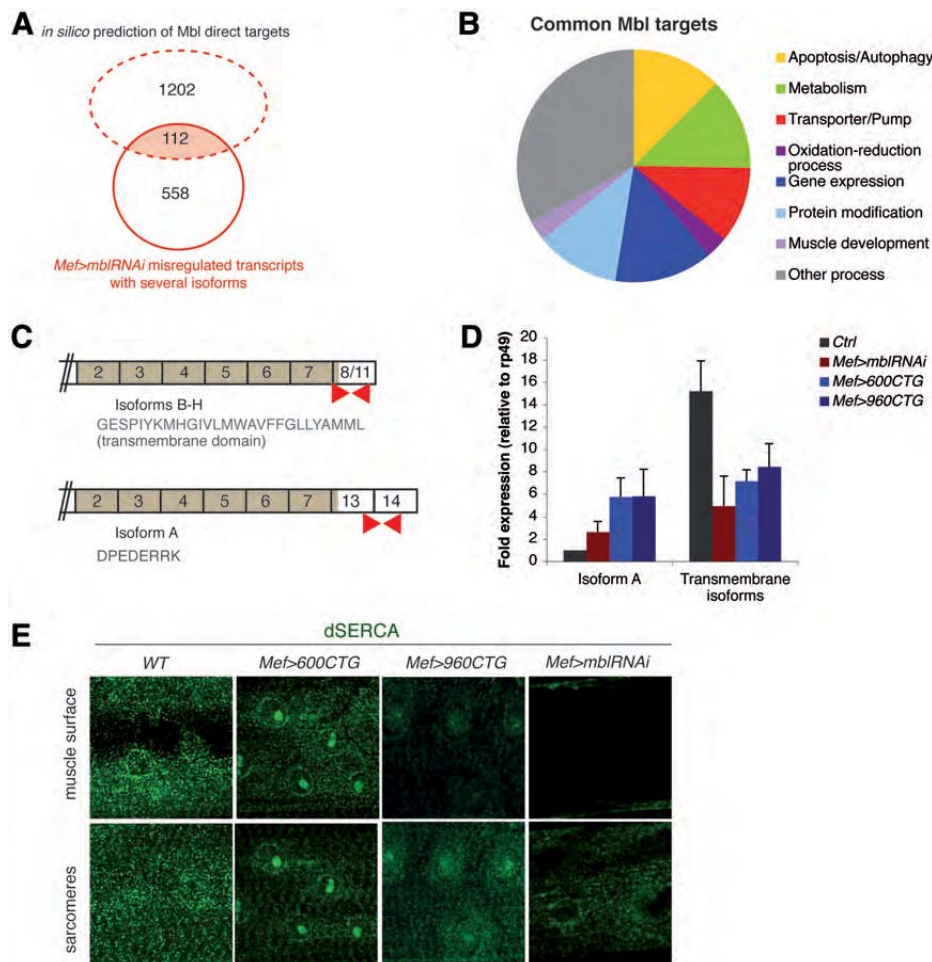 A
in silico prediction of Mbl direct targets
1202
112
558
Mef>mblRNAi misregulated transcripts
with several isoforms
B
Common Mbl targets
Apoptosis/Autophagy
Metabolism
Transporter/Pump
Oxidation-reduction
process
Gene expression
Protein modification
Muscle development
Other process
C
2 3 4 5 6 7 8/11
Isoforms B-H
GESPIYKMHGIVLMWAVFFGLLYAMML
(transmembrane domain)
2 3 4 5 6 7 13 14
Isoform A
DPEDERRK
D
Fold expression (relative to rp49)
20
18
16
14
12
10
8
6
4
2
0
Isoform A
Transmembrane
isoforms
Ctrl
Mef>mblRNAi
Mef>600CTG
Mef>960CTG
E
dSERCA
WT Mef>600CTG Mef>960CTG Mef>mblRNAi
muscle surface
sarcomeres